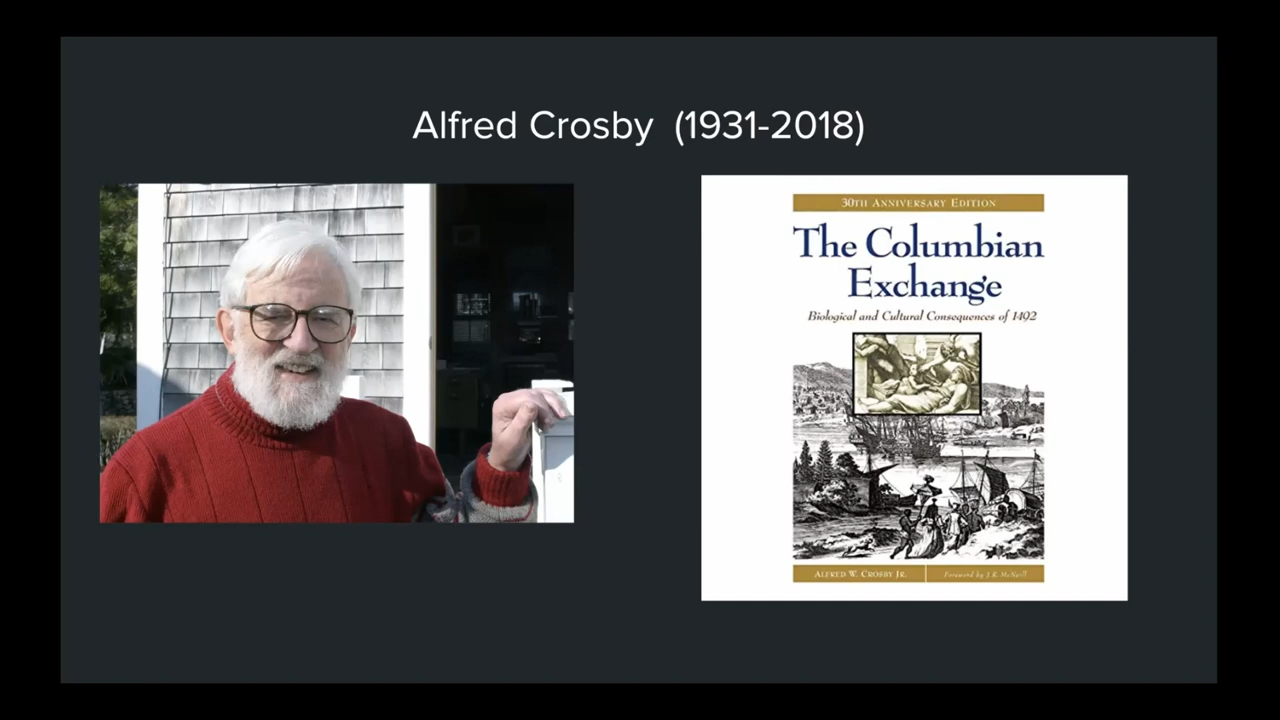 Alfred Crosby (1931-2018)
30TH ANNIVERSARY EDITION
The Columbian
Exchange
Biological and Cultural Consequences of 1492
ALFRED W. CROSBY JR.
Foreword by J.R. McNeill